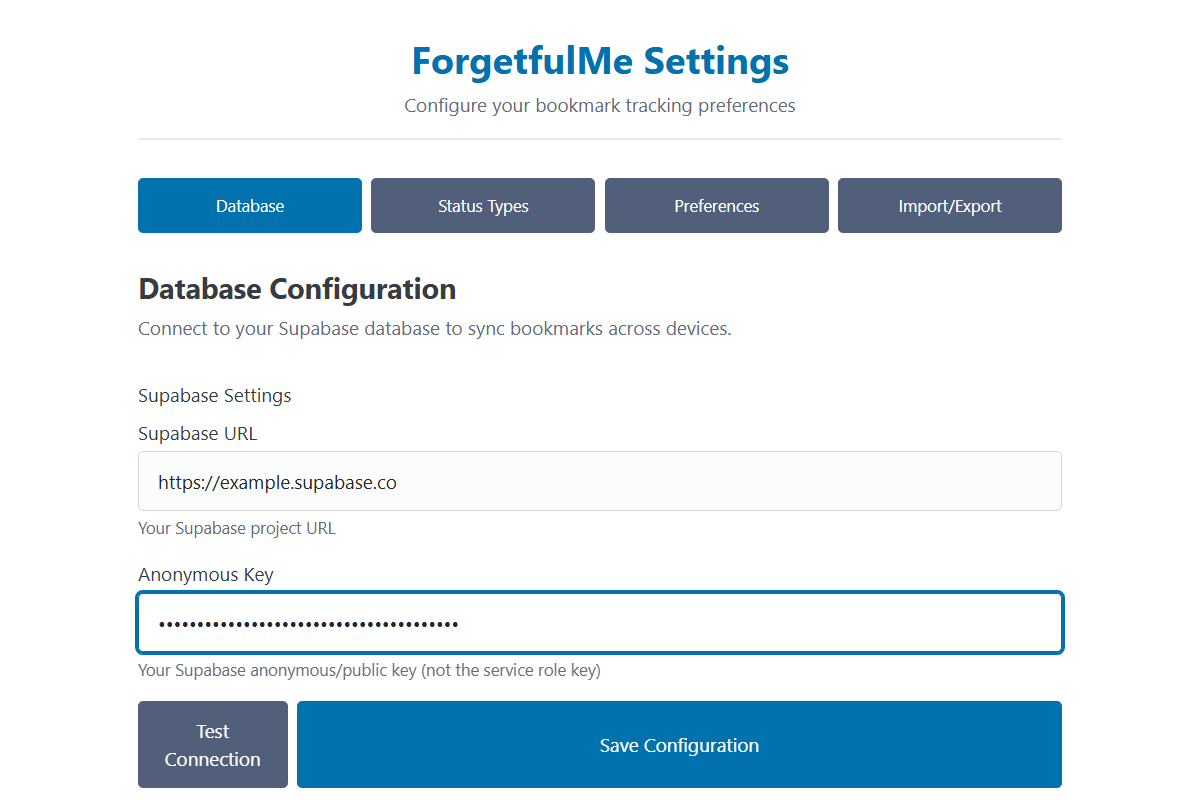 ForgetfulMe Settings
Configure your bookmark tracking preferences
Database
Status Types
Preferences
Import/Export
Database Configuration
Connect to your Supabase database to sync bookmarks across devices.
Supabase Settings
Supabase URL
https://example.supabase.co
Your Supabase project URL
Anonymous Key
•••••••••••••••••••••••••••••••••••••••
Your Supabase anonymous/public key (not the service role key)
Test
Connection
Save Configuration